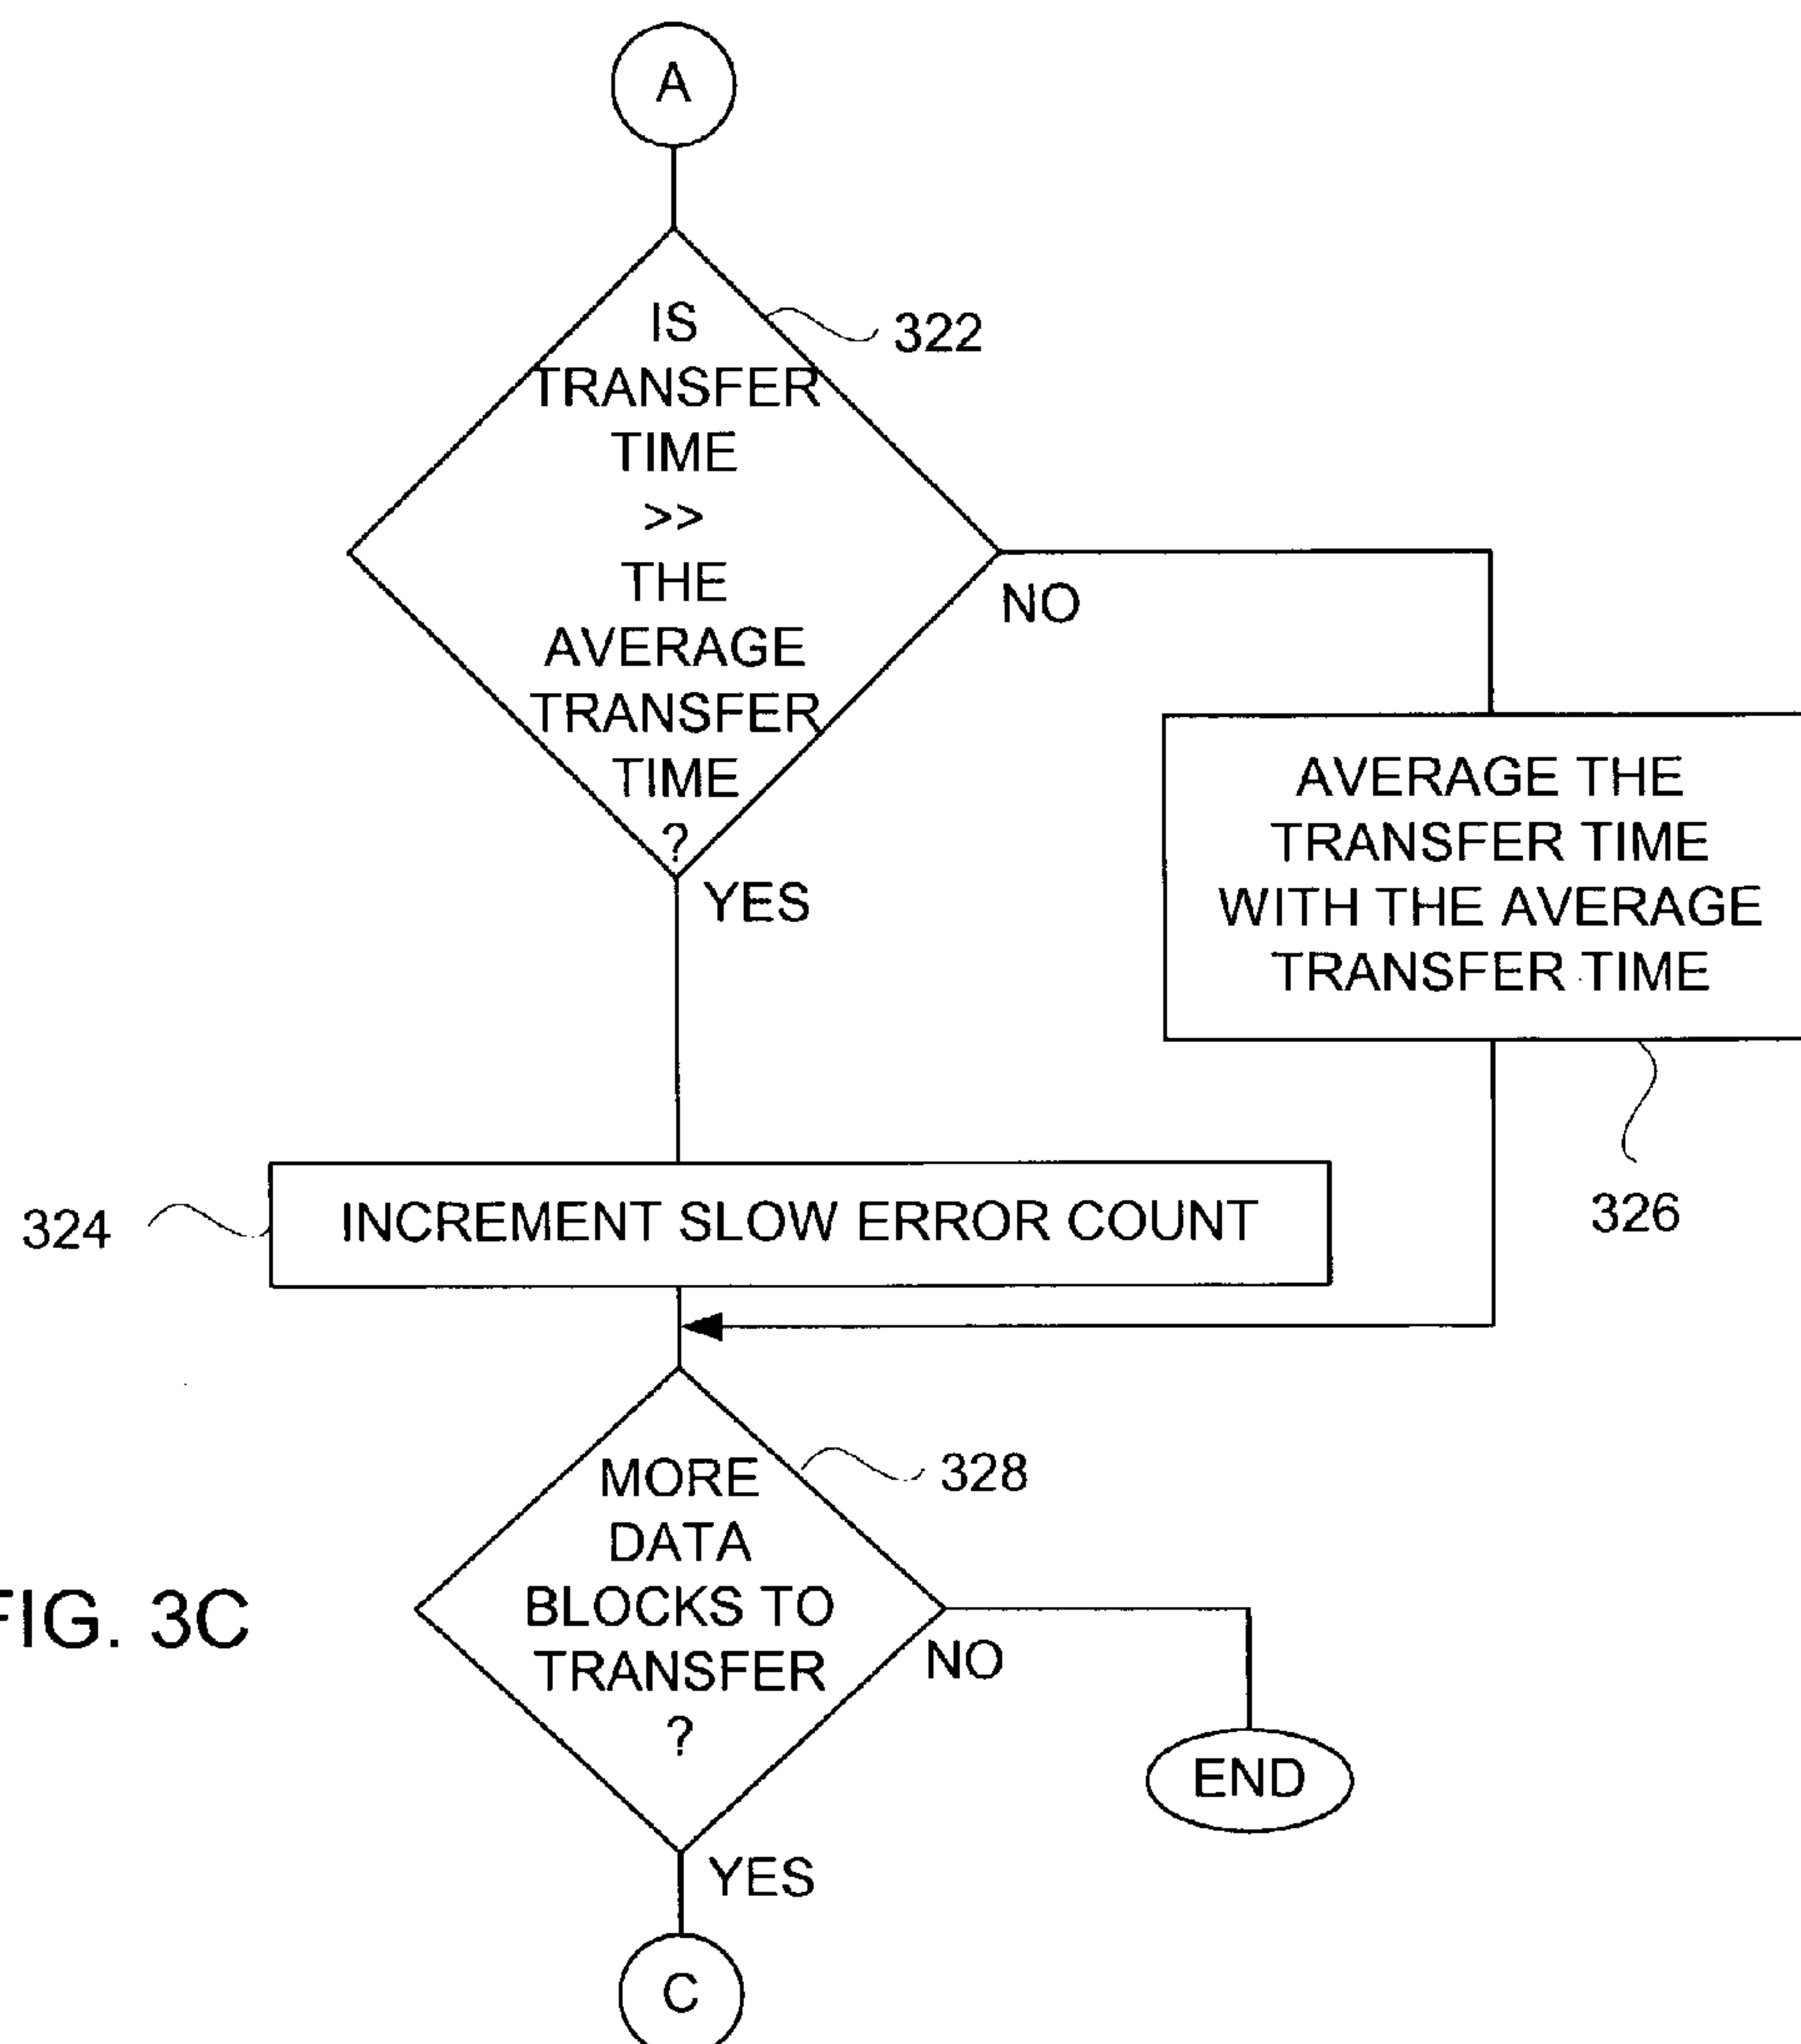 A
IS
TRANSFER
TIME
>>
THE
AVERAGE
TRANSFER
TIME
?
322
NO
YES
AVERAGE THE
TRANSFER TIME
WITH THE AVERAGE
TRANSFER TIME
326
324
INCREMENT SLOW ERROR COUNT
MORE
DATA
BLOCKS TO
TRANSFER
?
328
NO
END
YES
C
FIG. 3C